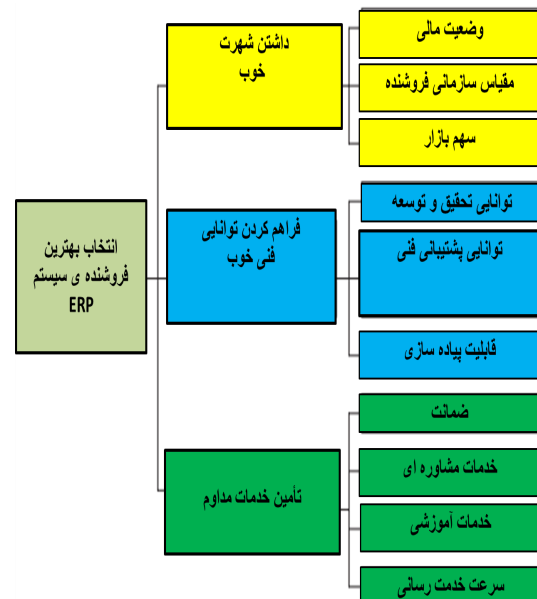 انتخاب بهترین
فروشنده ی سیستم
ERP
داشتن شهرت
خوب
وضعیت مالی
مقیاس سازمانی فروشنده
سهم بازار
فراهم کردن توانایی
فنی خوب
توانایی تحقیق و توسعه
توانایی پشتیبانی فنی
قابلیت پیاده سازی
تأمین خدمات مداوم
ضمانت
خدمات مشاوره ای
خدمات آموزشی
سرعت خدمت رسانی